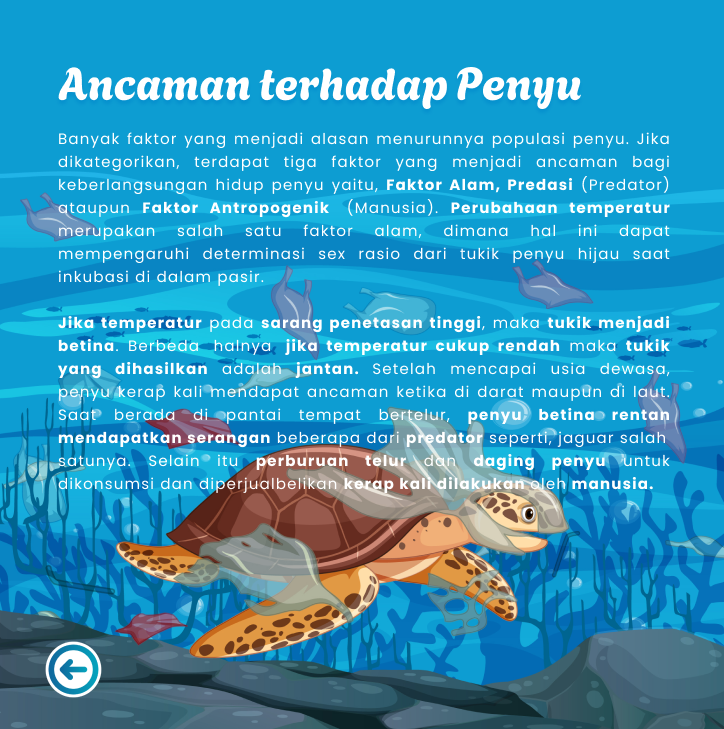 Ancaman terhadap Penyu
Banyak faktor yang menjadi alasan menurunnya populasi penyu. Jika
dikategorikan, terdapat tiga faktor yang menjadi ancaman bagi
keberlangsungan hidup penyu yaitu, Faktor Alam, Predasi (Predator)
ataupun Faktor Antropogenik (Manusia). Perubahaan temperatur
merupakan salah satu faktor alam, dimana hal ini dapat
mempengaruhi determinasi sex rasio dari tukik penyu hijau saat
inkubasi di dalam pasir.
Jika temperatur pada sarang penetasan tinggi, maka tukik menjadi
betina. Berbeda halnya jika temperatur cukup rendah maka tukik
yang dihasilkan adalah jantan. Setelah mencapai usia dewasa,
penyu kerap kali mendapat ancaman ketika di darat maupun di laut.
Saat berada di pantai tempat bertelur, penyu betina rentan
mendapatkan serangan beberapa dari predator seperti, jaguar salah
satunya. Selain itu perburuan telur dan daging penyu untuk
dikonsumsi dan diperjualbelikan kerap kali dilakukan oleh manusia.